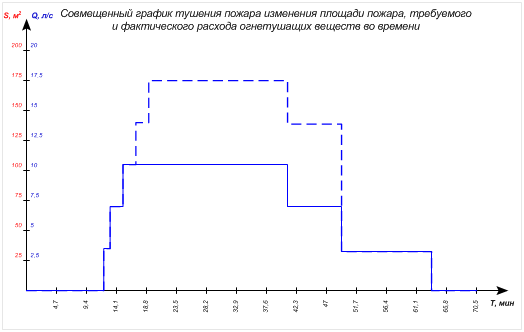 Совмещенный график тушения пожара изменения площади пожара, требуемого
и фактического расхода огнетушащих веществ во времени
S, м² Q, л/с
200 20
175 17,5
150 15
125 12,5
100 10
75 7,5
50 5
25 2,5
4,7 9,4 14,1 18,8 23,5 28,2 32,9 37,6 42,3 47 51,7 56,4 61,1 65,8 70,5 T, мин